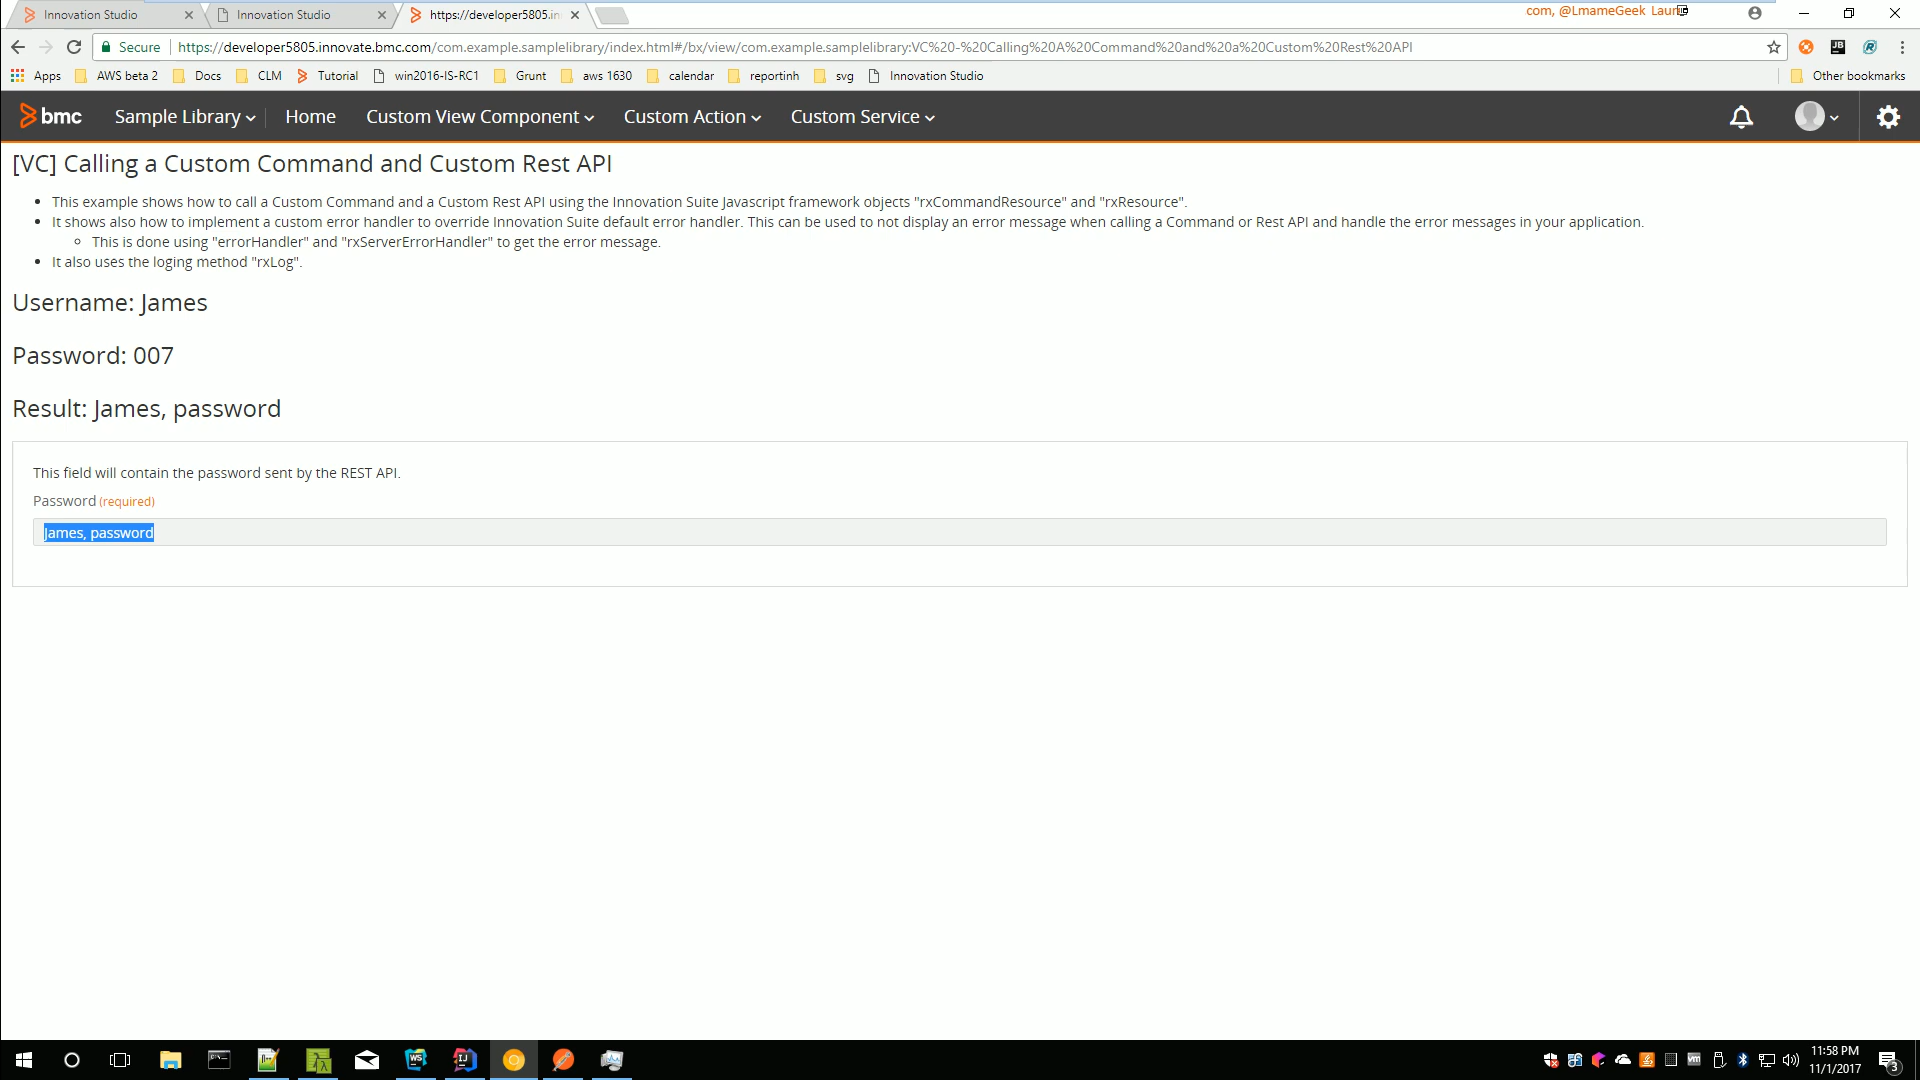 Innovation Studio
Innovation Studio
https://developer5805.in
com, @LmameGeek Laur
Secure
https://developer5805.innovate.bmc.com/com.example.samplelibrary/index.html#/bx/view/com.example.samplelibrary:VC%20-%20Calling%20A%20Command%20and%20a%20Custom%20Rest%20API
JB
Apps
AWS beta 2
Docs
CLM
Tutorial
win2016-IS-RC1
Grunt
aws 1630
calendar
reportinh
svg
Innovation Studio
Other bookmarks
bmc
Sample Library
Home
Custom View Component
Custom Action
Custom Service
[VC] Calling a Custom Command and Custom Rest API
This example shows how to call a Custom Command and a Custom Rest API using the Innovation Suite Javascript framework objects "rxCommandResource" and "rxResource".
It shows also how to implement a custom error handler to override Innovation Suite default error handler. This can be used to not display an error message when calling a Command or Rest API and handle the error messages in your application.
This is done using "errorHandler" and "rxServerErrorHandler" to get the error message.
It also uses the loging method "rxLog".
Username: James
Password: 007
Result: James, password
This field will contain the password sent by the REST API.
Password (required)
James, password
WS
IJ
vm
11:58 PM
11/1/2017
3